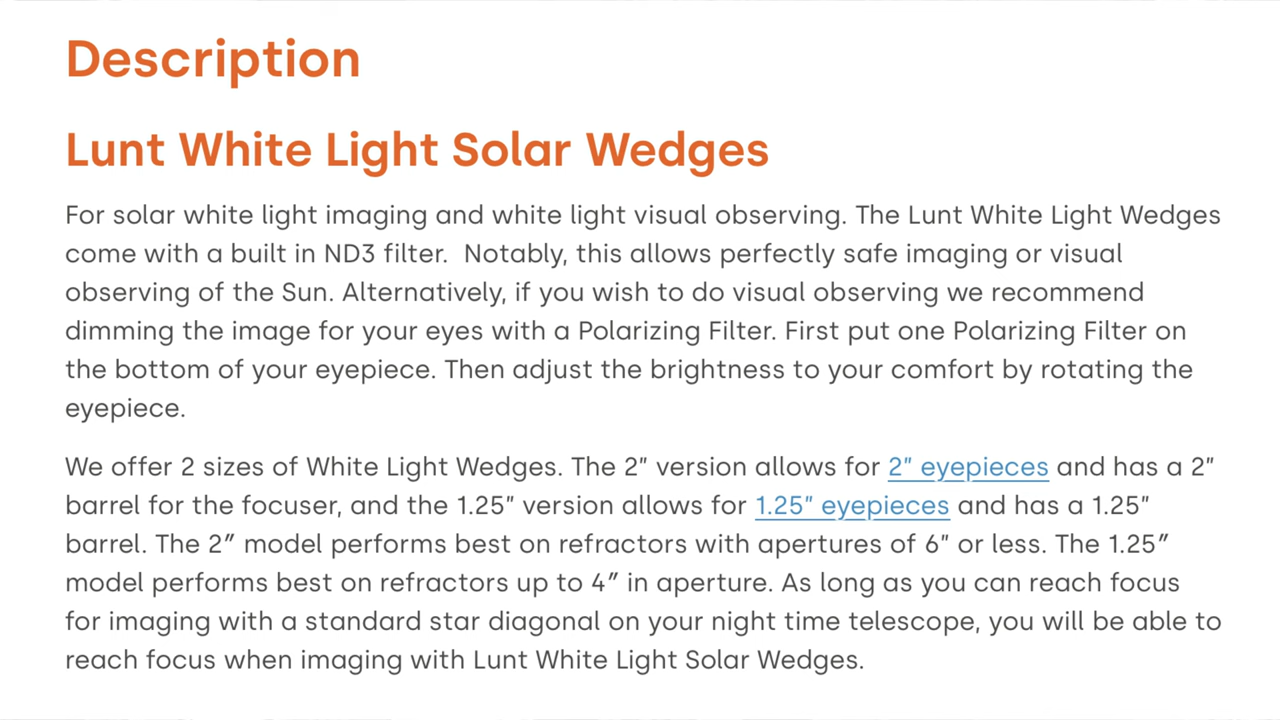 Description
Lunt White Light Solar Wedges
For solar white light imaging and white light visual observing. The Lunt White Light Wedges
come with a built in ND3 filter.  Notably, this allows perfectly safe imaging or visual
observing of the Sun. Alternatively, if you wish to do visual observing we recommend
dimming the image for your eyes with a Polarizing Filter. First put one Polarizing Filter on
the bottom of your eyepiece. Then adjust the brightness to your comfort by rotating the
eyepiece.
We offer 2 sizes of White Light Wedges. The 2” version allows for 2” eyepieces and has a 2”
barrel for the focuser, and the 1.25” version allows for 1.25” eyepieces and has a 1.25”
barrel. The 2″ model performs best on refractors with apertures of 6” or less. The 1.25″
model performs best on refractors up to 4″ in aperture. As long as you can reach focus
for imaging with a standard star diagonal on your night time telescope, you will be able to
reach focus when imaging with Lunt White Light Solar Wedges.